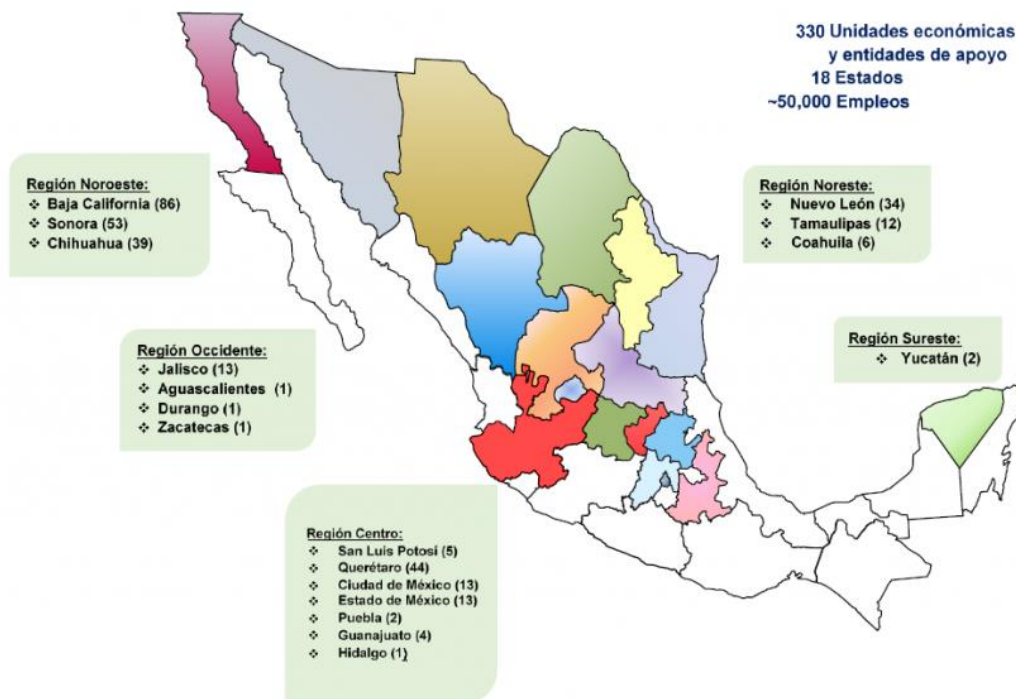 330 Unidades económicas
y entidades de apoyo
18 Estados
~50,000 Empleos
Región Noroeste:
❖ Baja California (86)
❖ Sonora (53)
❖ Chihuahua (39)
Región Noreste:
❖ Nuevo León (34)
❖ Tamaulipas (12)
❖ Coahuila (6)
Región Occidente:
❖ Jalisco (13)
❖ Aguascalientes (1)
❖ Durango (1)
❖ Zacatecas (1)
Región Sureste:
❖ Yucatán (2)
Región Centro:
❖ San Luis Potosí (5)
❖ Querétaro (44)
❖ Ciudad de México (13)
❖ Estado de México (13)
❖ Puebla (2)
❖ Guanajuato (4)
❖ Hidalgo (1)